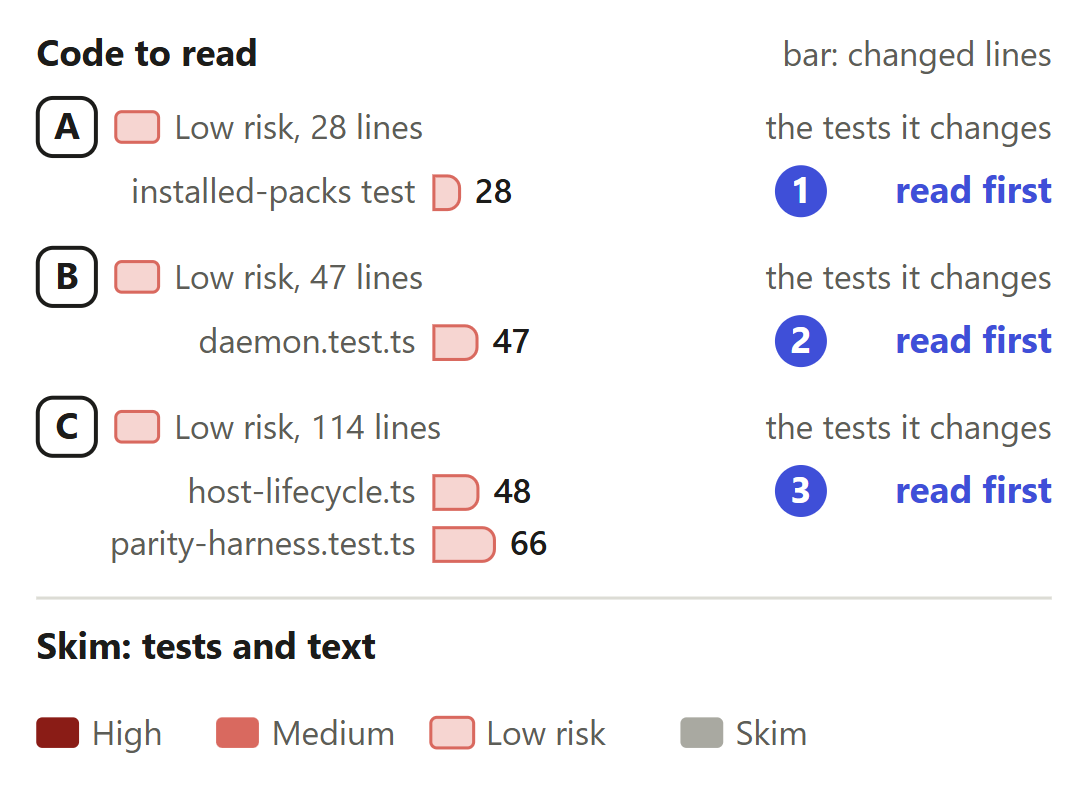 Code to read bar: changed lines
A Low risk, 28 lines the tests it changes
installed-packs test 28 1 read first
B Low risk, 47 lines the tests it changes
daemon.test.ts 47 2 read first
C Low risk, 114 lines the tests it changes
host-lifecycle.ts 48 3 read first
parity-harness.test.ts 66
Skim: tests and text
High Medium Low risk Skim